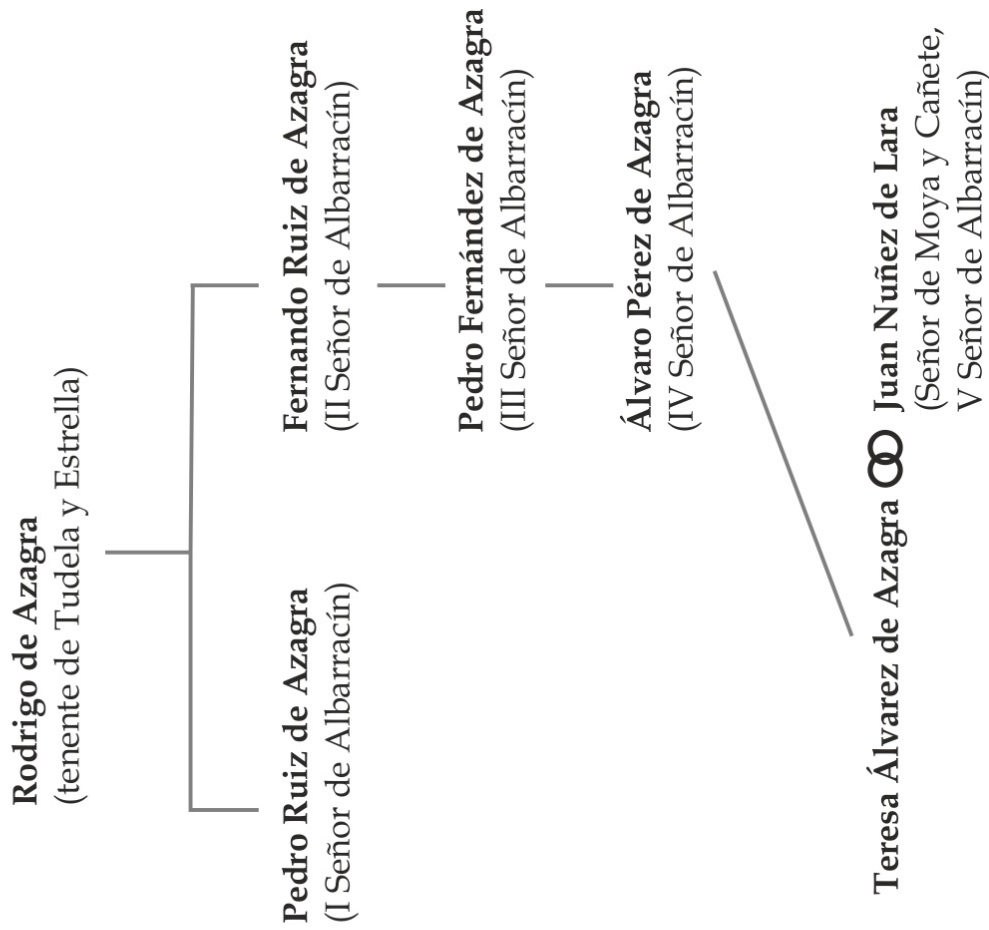 Rodrigo de Azagra
(tenente de Tudela y Estrella)
Pedro Ruiz de Azagra
(I Señor de Albarracín)
Fernando Ruiz de Azagra
(II Señor de Albarracín)
Pedro Fernández de Azagra
(III Señor de Albarracín)
Álvaro Pérez de Azagra
(IV Señor de Albarracín)
Teresa Álvarez de Azagra
Juan Nuñez de Lara
(Señor de Moya y Cañete,
V Señor de Albarracín)